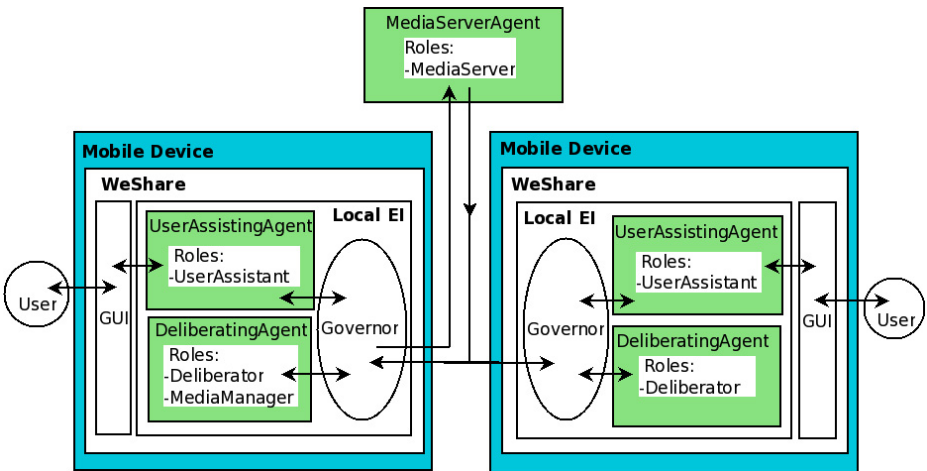 MediaServerAgent
Roles:
-MediaServer
Mobile Device
WeShare
Local EI
UserAssistingAgent
Roles:
-UserAssistant
User
GUI
Governor
DeliberatingAgent
Roles:
-Deliberator
-MediaManager
Mobile Device
WeShare
Local EI
UserAssistingAgent
Roles:
-UserAssistant
Governor
GUI
User
DeliberatingAgent
Roles:
-Deliberator